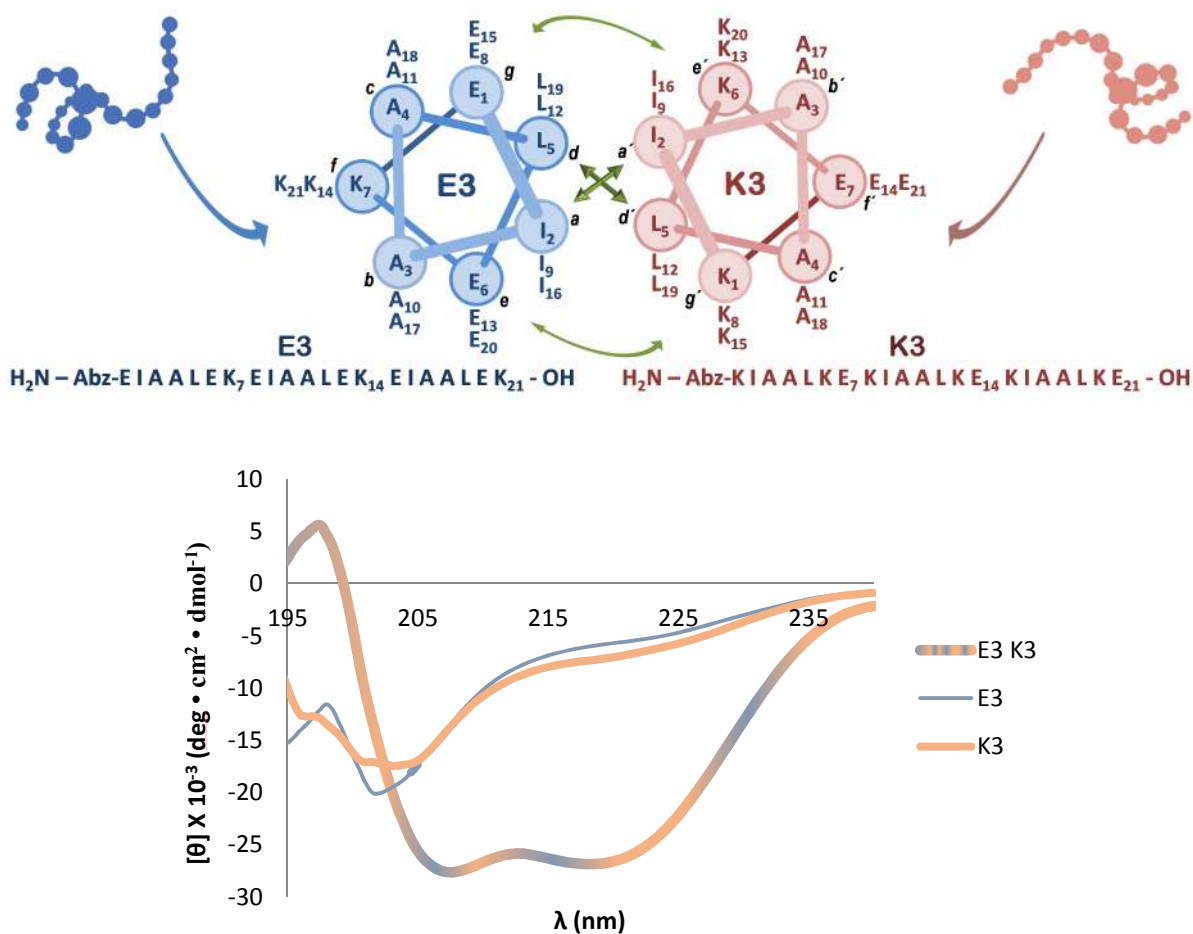 E₁₅
E₈
g
A₁₈
A₁₁
c
A₄
E₁
L₁₉
L₁₂
L₅
d
f
K₂₁K₁₄
K₇
E3
a
I₂
b
A₃
E₆
e
I₉
I₁₆
A₁₀
A₁₇
E₁₃
E₂₀
K₂₀
K₁₃
e´
K₆
A₁₇
A₁₀
b´
A₃
I₁₆
I₉
I₂
a´
K3
E₇
E₁₄E₂₁
f´
d´
L₅
A₄
c´
L₁₂
L₁₉
K₁
g´
K₈
K₁₅
A₁₁
A₁₈
E3
H₂N – Abz-E I A A L E K₇ E I A A L E K₁₄ E I A A L E K₂₁ - OH
K3
H₂N – Abz-K I A A L K E₇ K I A A L K E₁₄ K I A A L K E₂₁ - OH
10
5
0
-5
-10
-15
-20
-25
-30
[θ] X 10⁻³ (deg • cm² • dmol⁻¹)
195
205
215
225
235
λ (nm)
E3 K3
E3
K3